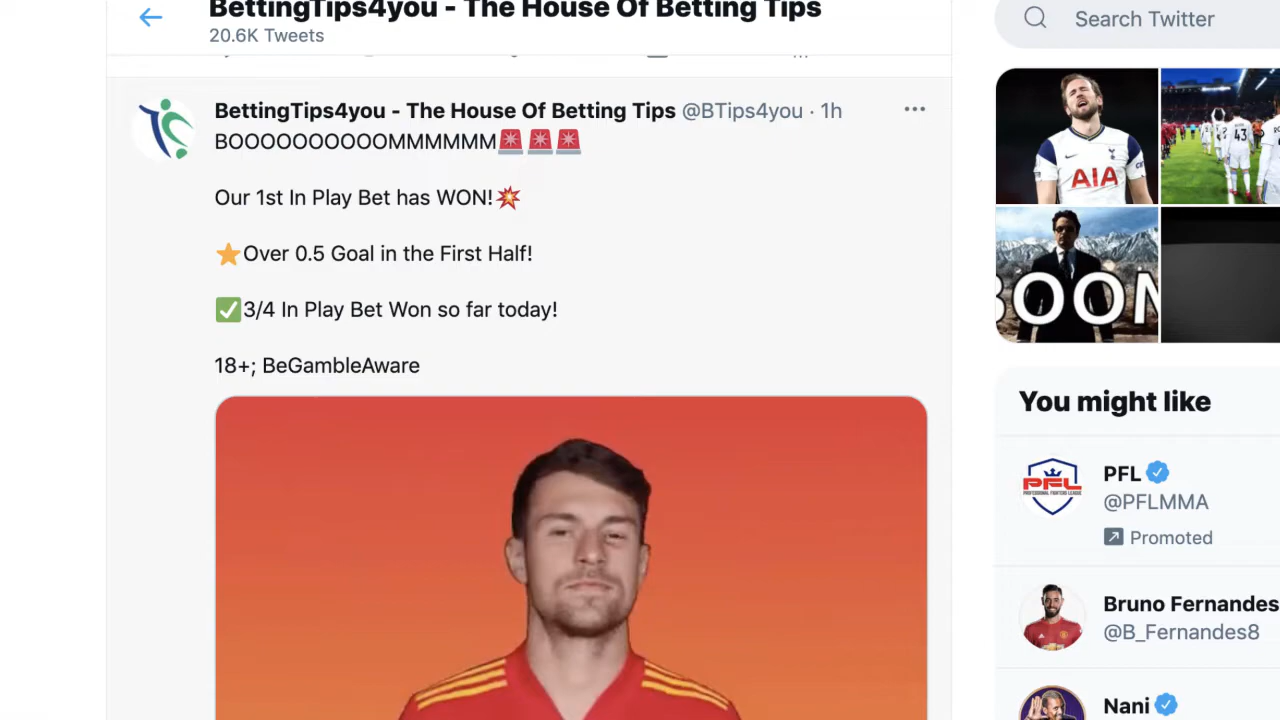 BettingTips4you - The House Of Betting Tips
20.6K Tweets
Search Twitter
BettingTips4you - The House Of Betting Tips @BTips4you · 1h
BOOOOOOOOOOMMMMMM
Our 1st In Play Bet has WON!
Over 0.5 Goal in the First Half!
3/4 In Play Bet Won so far today!
18+; BeGambleAware
AIA
43
BOOM
You might like
PFL
PFL
@PFLMMA
Promoted
Bruno Fernandes
@B_Fernandes8
Nani